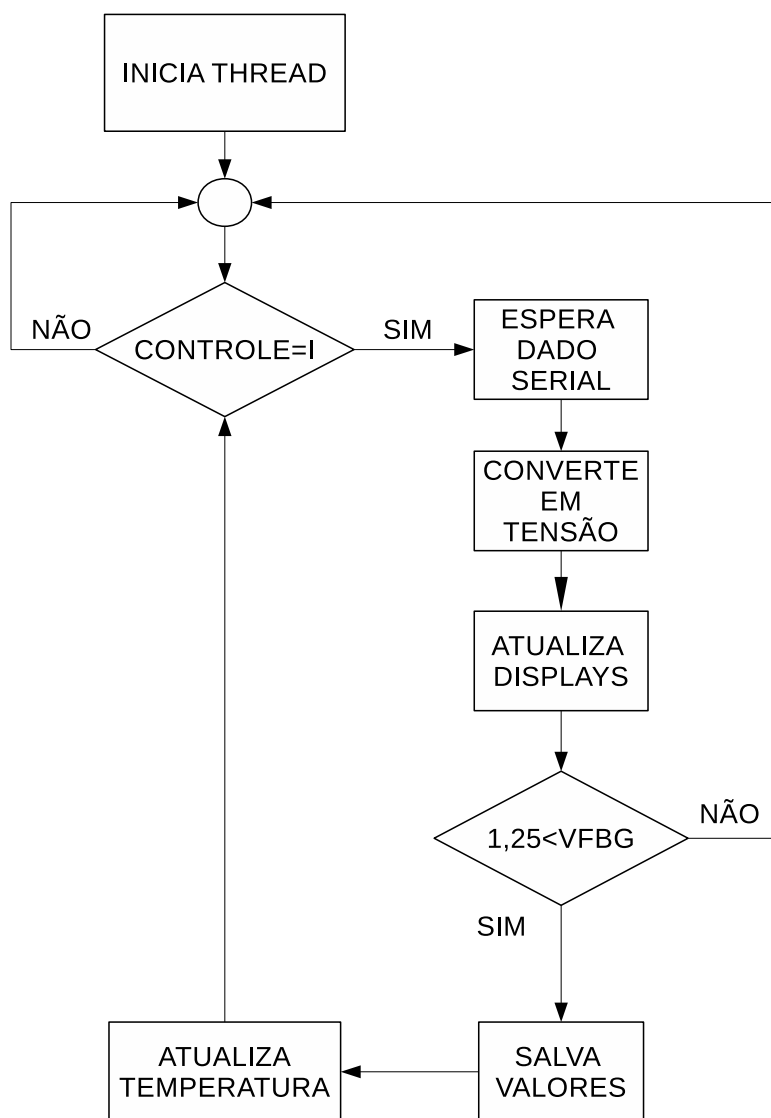 INICIA THREAD
NÃO
CONTROLE=I
SIM
ESPERA
DADO
SERIAL
CONVERTE
EM
TENSÃO
ATUALIZA
DISPLAYS
1,25<VFBG
NÃO
SIM
SALVA
VALORES
ATUALIZA
TEMPERATURA